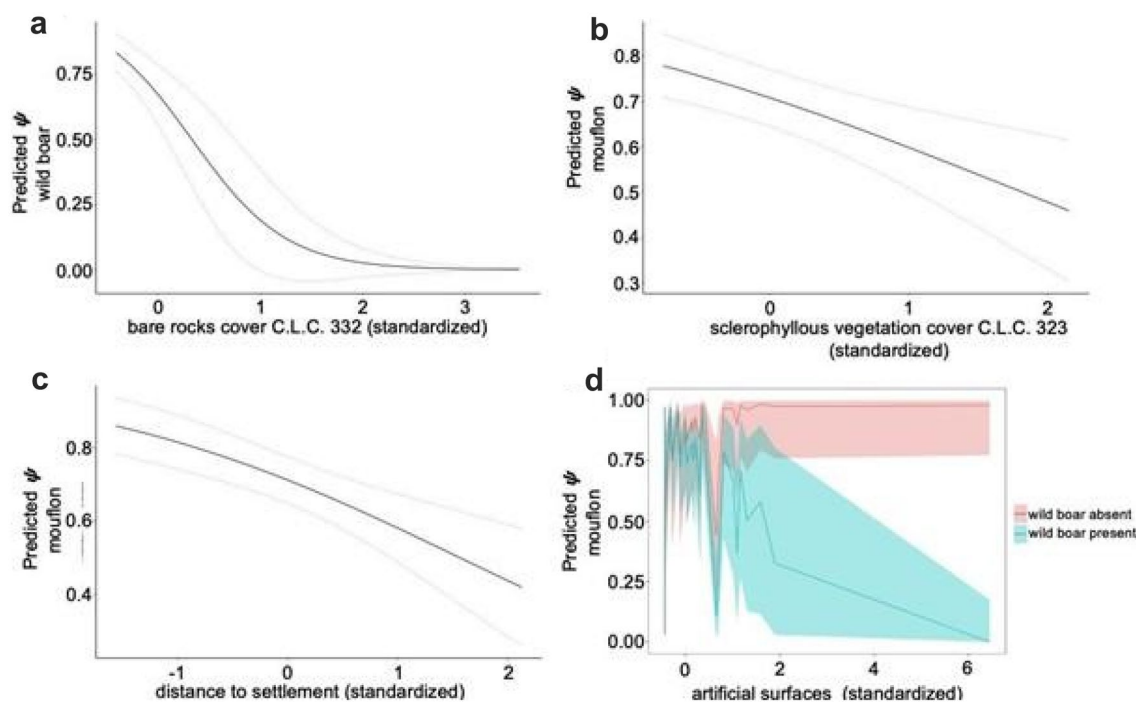 a
Predicted ψ
wild boar
0.75
0.50
0.25
0.00
0 1 2 3
bare rocks cover C.L.C. 332 (standardized)
b
Predicted ψ
mouflon
0.8
0.7
0.6
0.5
0.4
0.3
0 1 2
sclerophyllous vegetation cover C.L.C. 323
(standardized)
c
Predicted ψ
mouflon
0.8
0.6
0.4
-1 0 1 2
distance to settlement (standardized)
d
Predicted ψ
mouflon
1.00
0.75
0.50
0.25
0.00
0 2 4 6
artificial surfaces (standardized)
wild boar absent
wild boar present